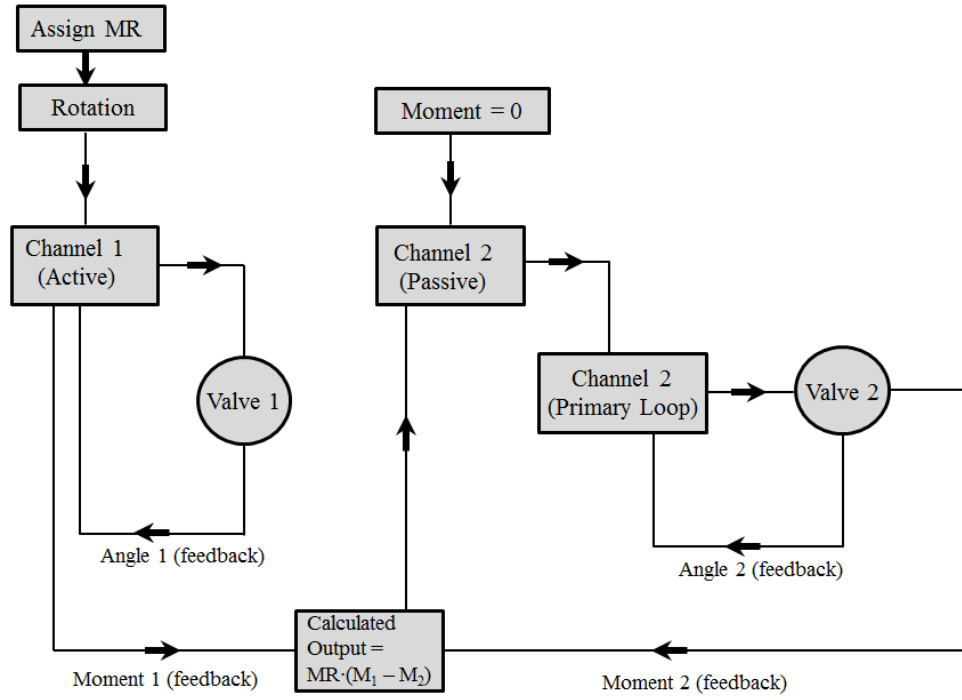 Assign MR
Rotation
Moment = 0
Channel 1
(Active)
Channel 2
(Passive)
Valve 1
Channel 2
(Primary Loop)
Valve 2
Angle 1 (feedback)
Angle 2 (feedback)
Calculated
Output =
MR·(M₁ − M₂)
Moment 1 (feedback)
Moment 2 (feedback)